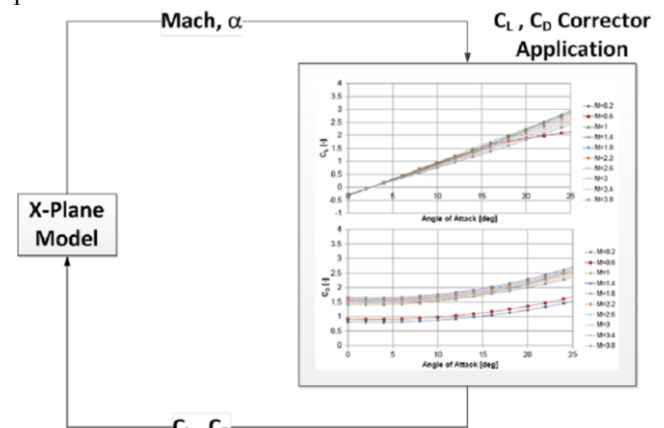 Mach, α
C_L , C_D Corrector
Application
X-Plane
Model
4
3.5
3
2.5
2
1.5
1
0.5
0
-0.5
-1
C_L [-]
0 5 10 15 20 25
Angle of Attack [deg]
M=0.2
M=0.6
M=1
M=1.4
M=1.8
M=2.2
M=2.6
M=3
M=3.4
M=3.8
4
3.5
3
2.5
2
1.5
1
0.5
0
0 5 10 15 20 25
Angle of Attack [deg]
M=0.2
M=0.6
M=1
M=1.4
M=1.8
M=2.2
M=2.6
M=3
M=3.4
M=3.8